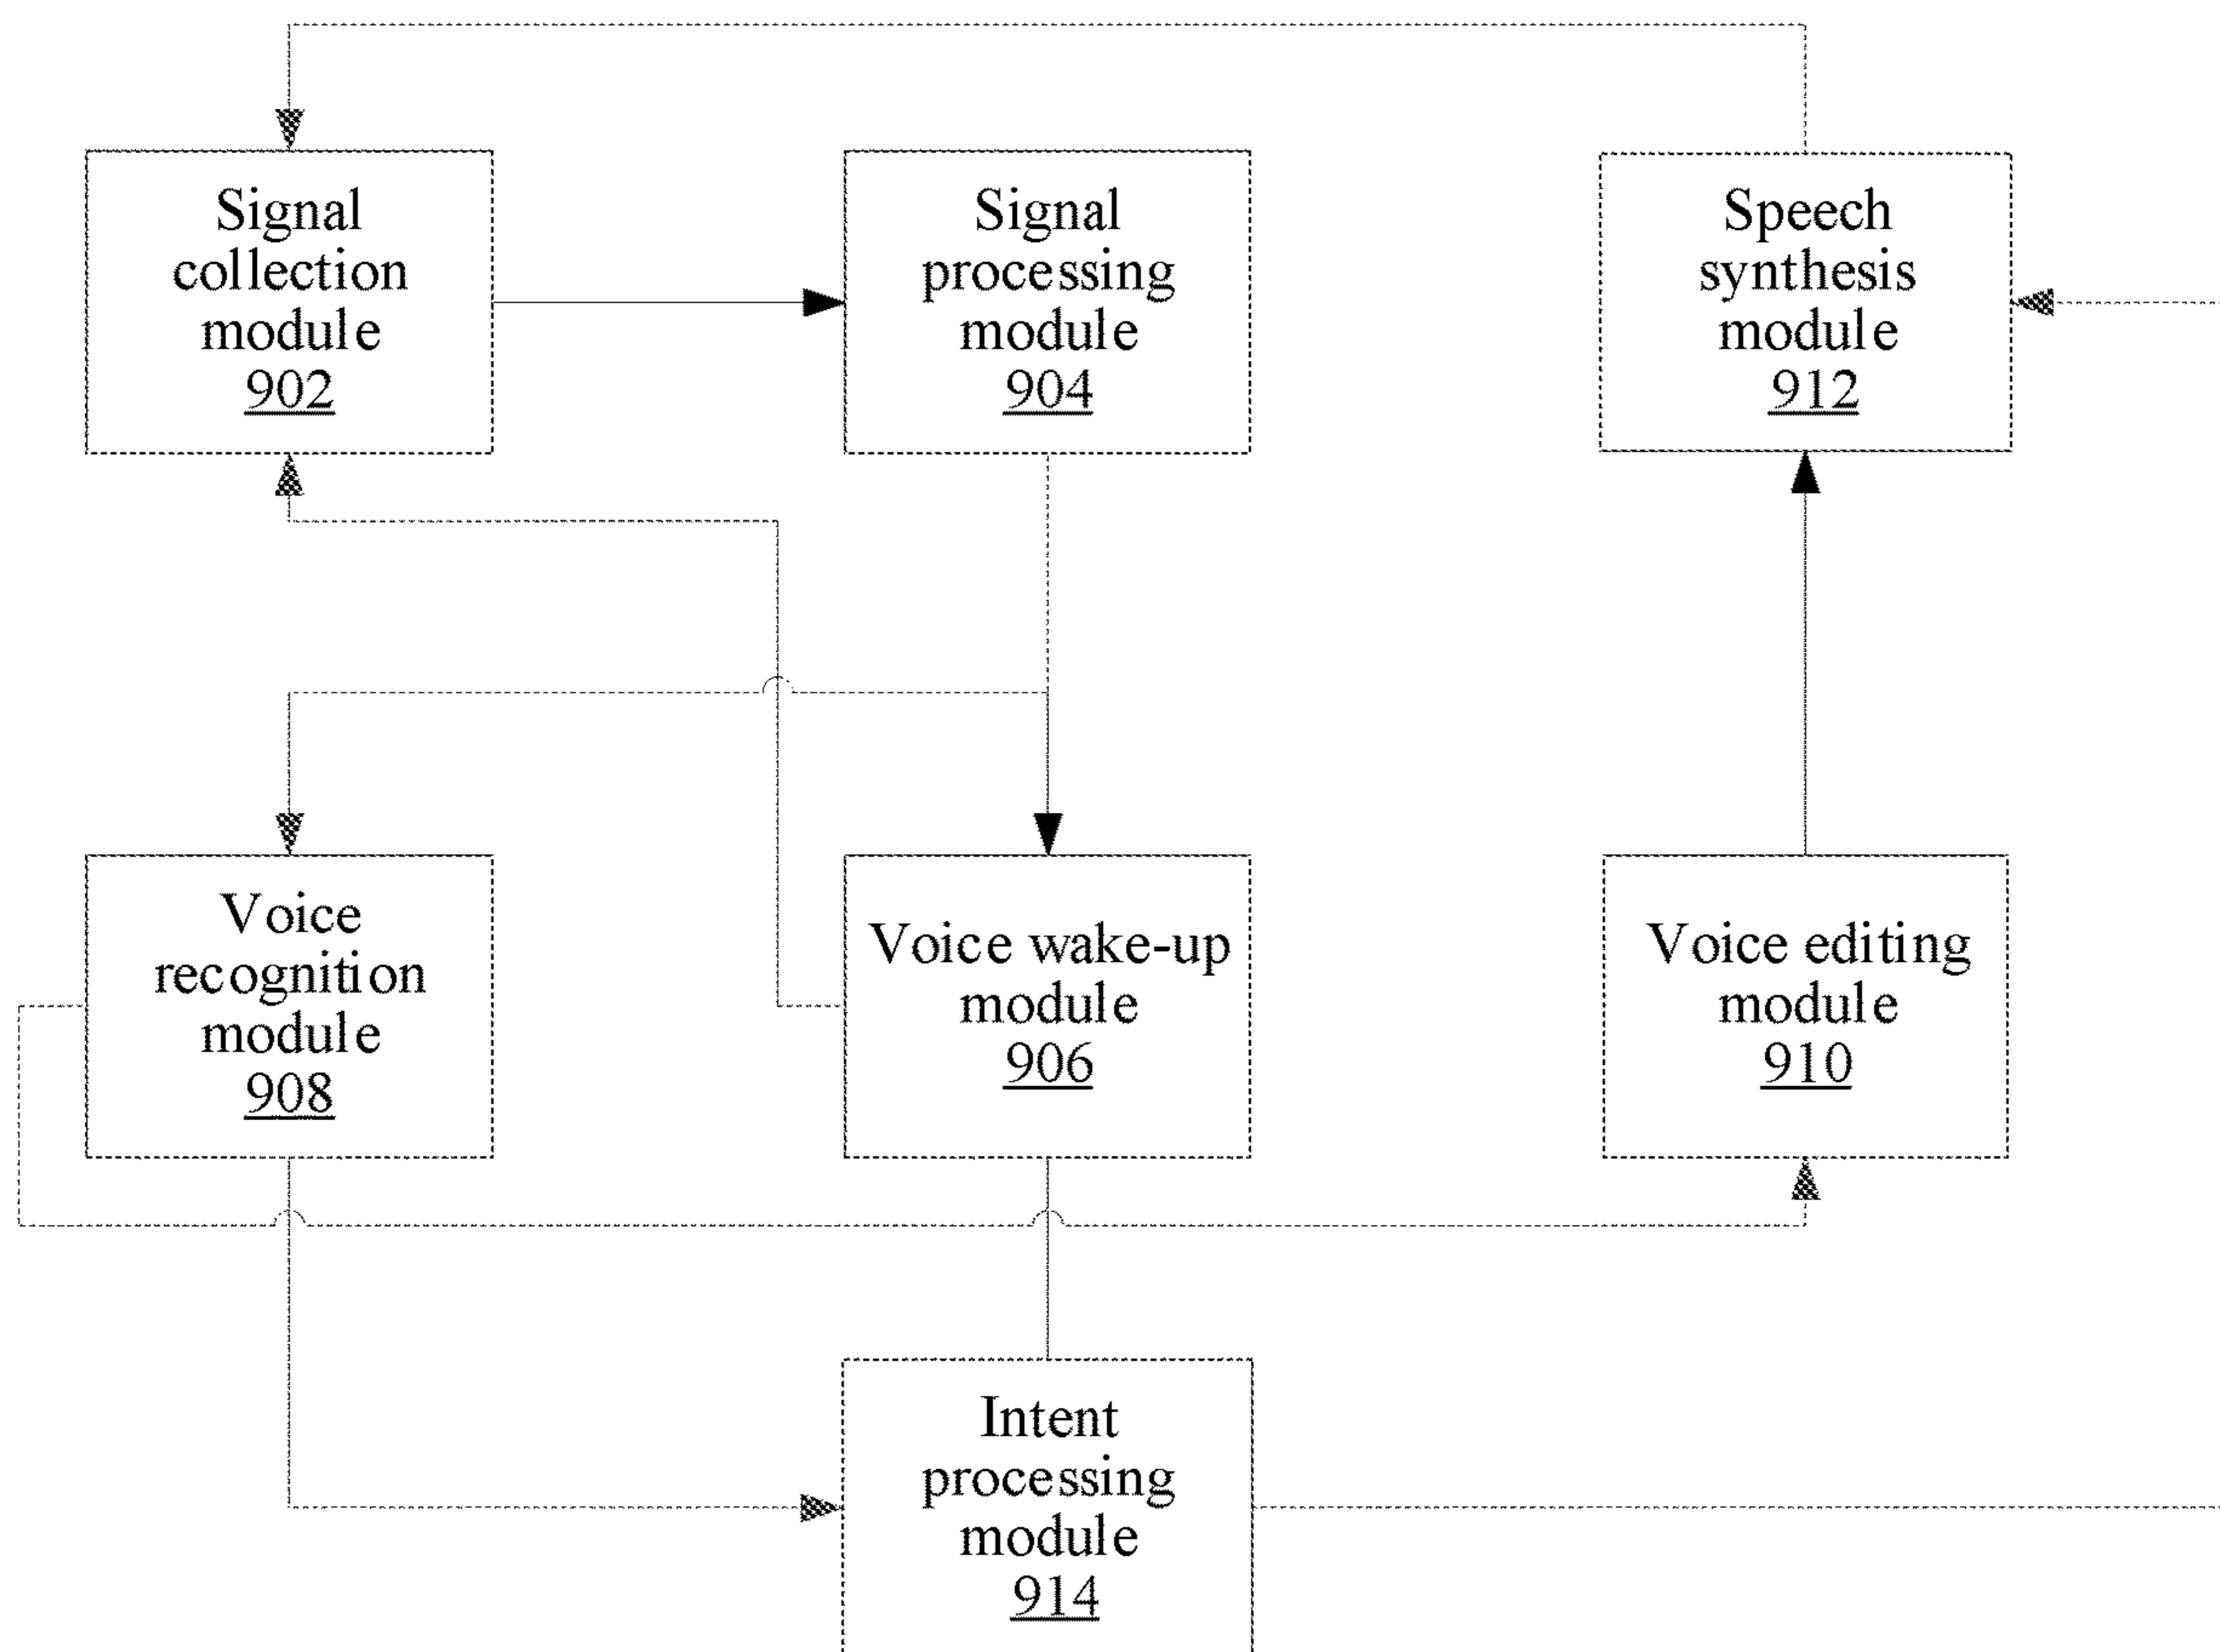 Signal
collection
module
902
Signal
processing
module
904
Speech
synthesis
module
912
Voice
recognition
module
908
Voice wake-up
module
906
Voice editing
module
910
Intent
processing
module
914